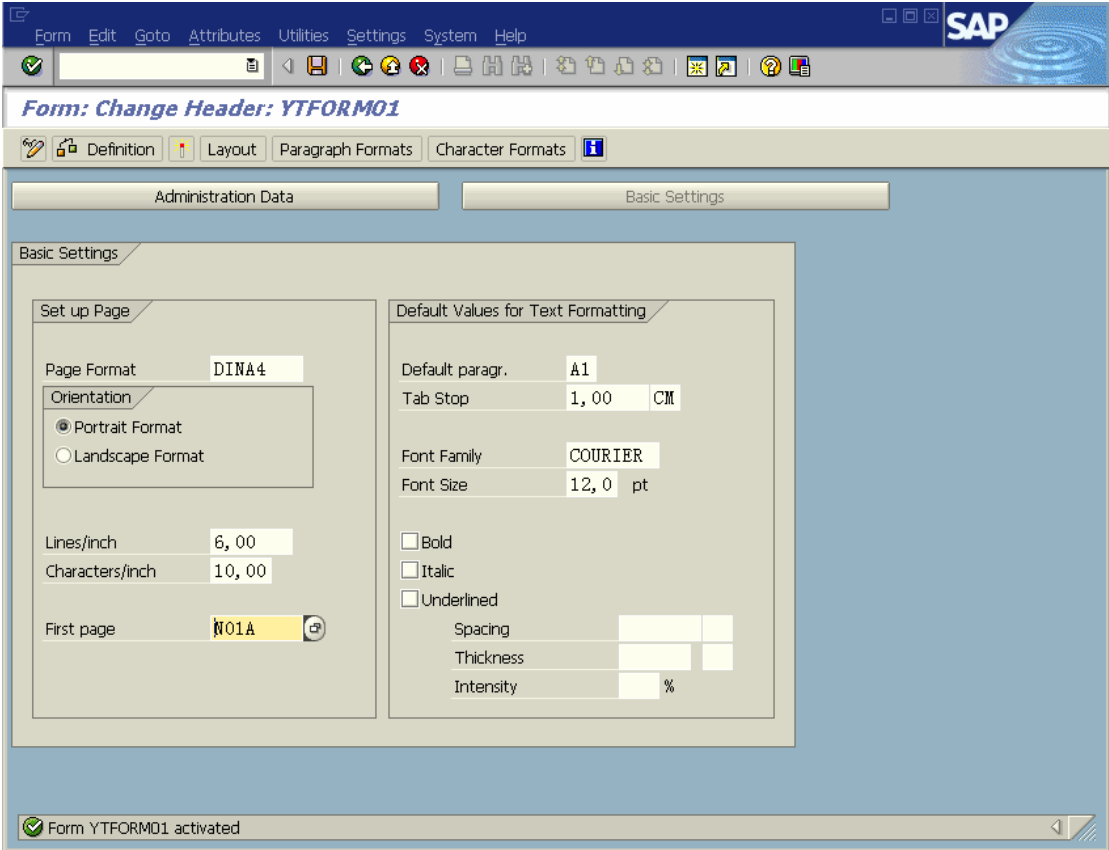 SAP
Form Edit Goto Attributes Utilities Settings System Help
Form: Change Header: YTFORM01
Definition Layout Paragraph Formats Character Formats
Administration Data Basic Settings
Basic Settings
Set up Page
Page Format DINA4
Orientation
Portrait Format
Landscape Format
Lines/inch 6,00
Characters/inch 10,00
First page N01A
Default Values for Text Formatting
Default paragr. A1
Tab Stop 1,00 CM
Font Family COURIER
Font Size 12,0 pt
Bold
Italic
Underlined
Spacing
Thickness
Intensity %
Form YTFORM01 activated